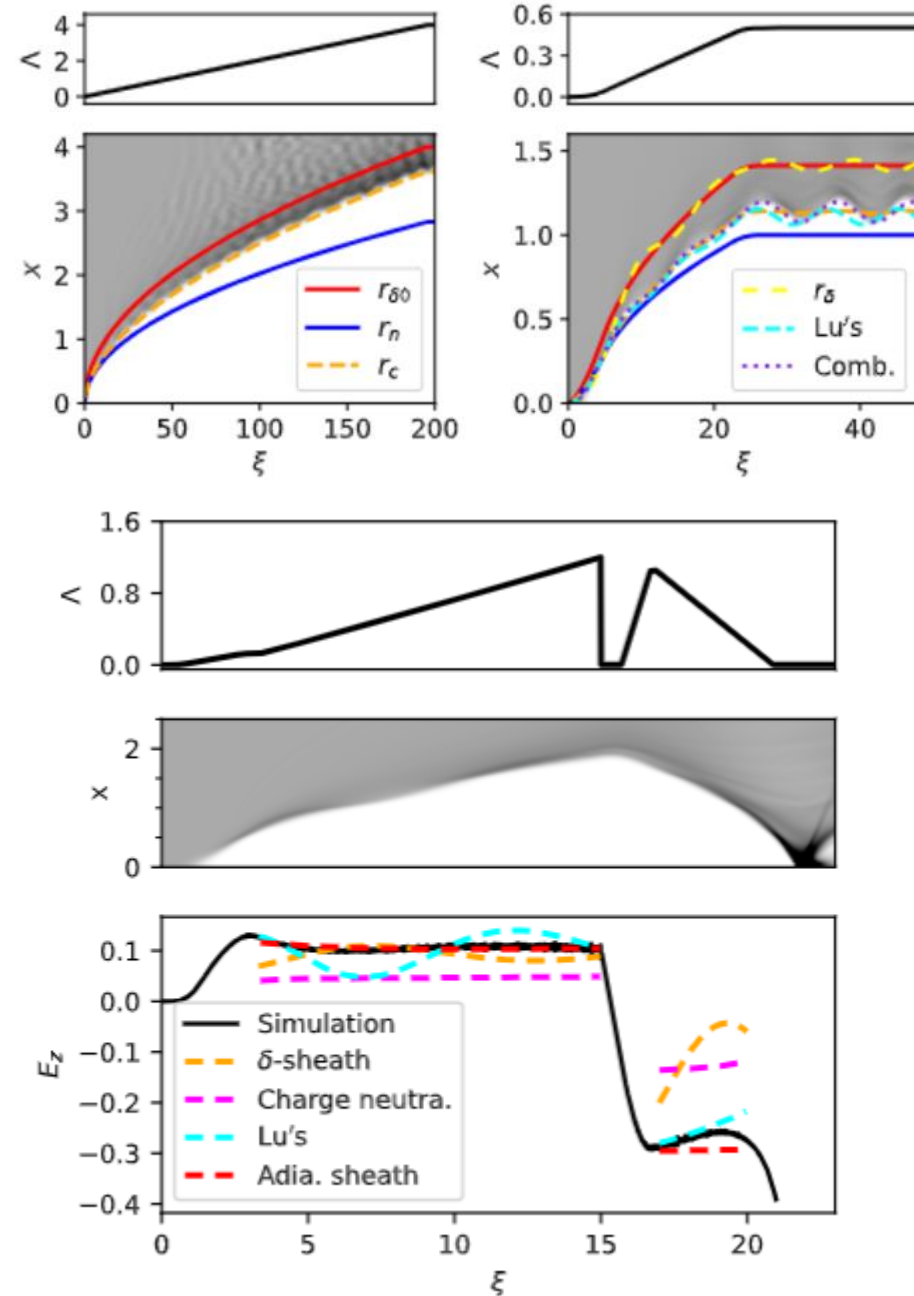 Λ
4
2
0
x
4
3
2
1
0
r_δ0
r_n
r_c
0 50 100 150 200
ξ
Λ
0.6
0.3
0.0
x
1.5
1.0
0.5
0.0
r_δ
Lu's
Comb.
0 20 40
ξ
Λ
1.6
0.8
0.0
x
2
0
E_z
0.1
0.0
−0.1
−0.2
−0.3
−0.4
Simulation
δ-sheath
Charge neutra.
Lu's
Adia. sheath
0 5 10 15 20
ξ